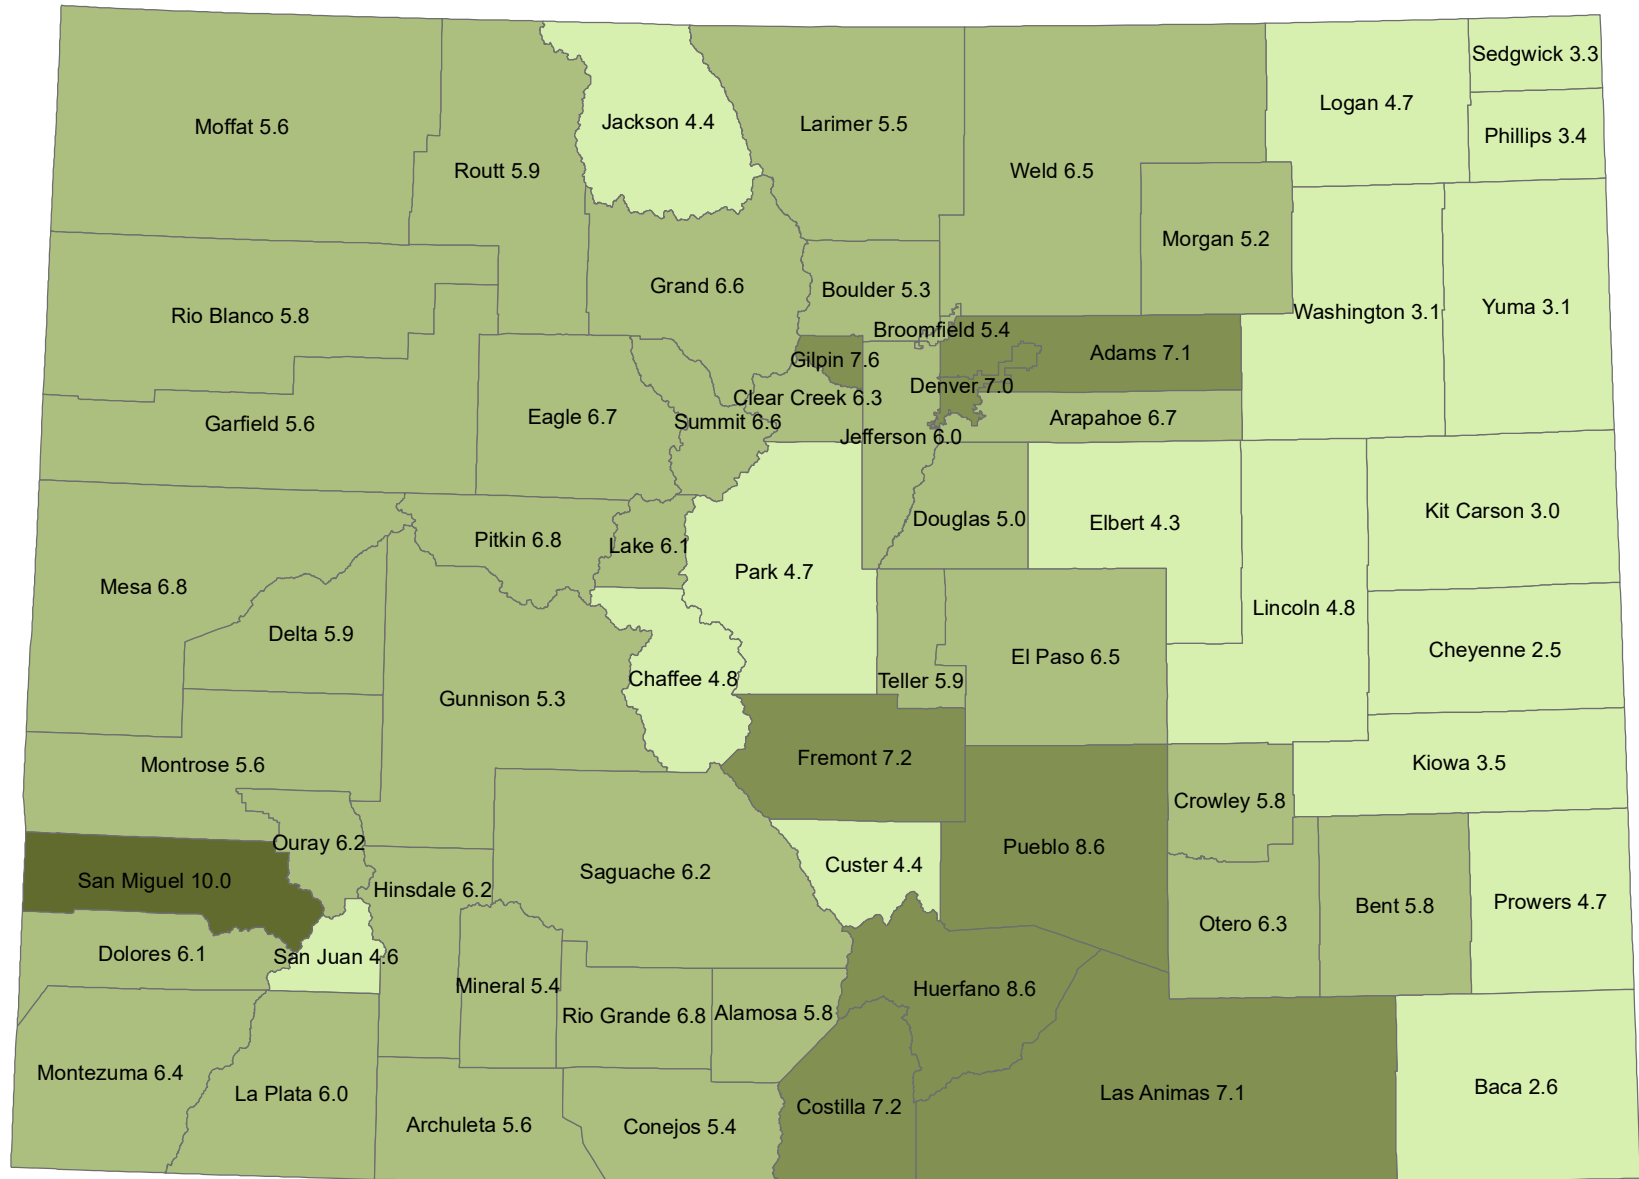 Sedgwick 3.3
Logan 4.7
Jackson 4.4
Larimer 5.5
Moffat 5.6
Phillips 3.4
Routt 5.9
Weld 6.5
Morgan 5.2
Grand 6.6
Boulder 5.3
Yuma 3.1
Washington 3.1
Rio Blanco 5.8
Broomfield 5.4
Adams 7.1
Gilpin 7.6
Denver 7.0
Clear Creek 6.3
Eagle 6.7
Arapahoe 6.7
Summit 6.6
Garfield 5.6
Jefferson 6.0
Kit Carson 3.0
Douglas 5.0
Elbert 4.3
Pitkin 6.8
Lake 6.1
Park 4.7
Mesa 6.8
Lincoln 4.8
Delta 5.9
Cheyenne 2.5
El Paso 6.5
Chaffee 4.8
Teller 5.9
Gunnison 5.3
Fremont 7.2
Kiowa 3.5
Montrose 5.6
Crowley 5.8
Ouray 6.2
Pueblo 8.6
Custer 4.4
Saguache 6.2
San Miguel 10.0
Hinsdale 6.2
Prowers 4.7
Bent 5.8
Otero 6.3
Dolores 6.1
San Juan 4.6
Mineral 5.4
Huerfano 8.6
Alamosa 5.8
Rio Grande 6.8
Montezuma 6.4
Baca 2.6
La Plata 6.0
Las Animas 7.1
Costilla 7.2
Archuleta 5.6
Conejos 5.4